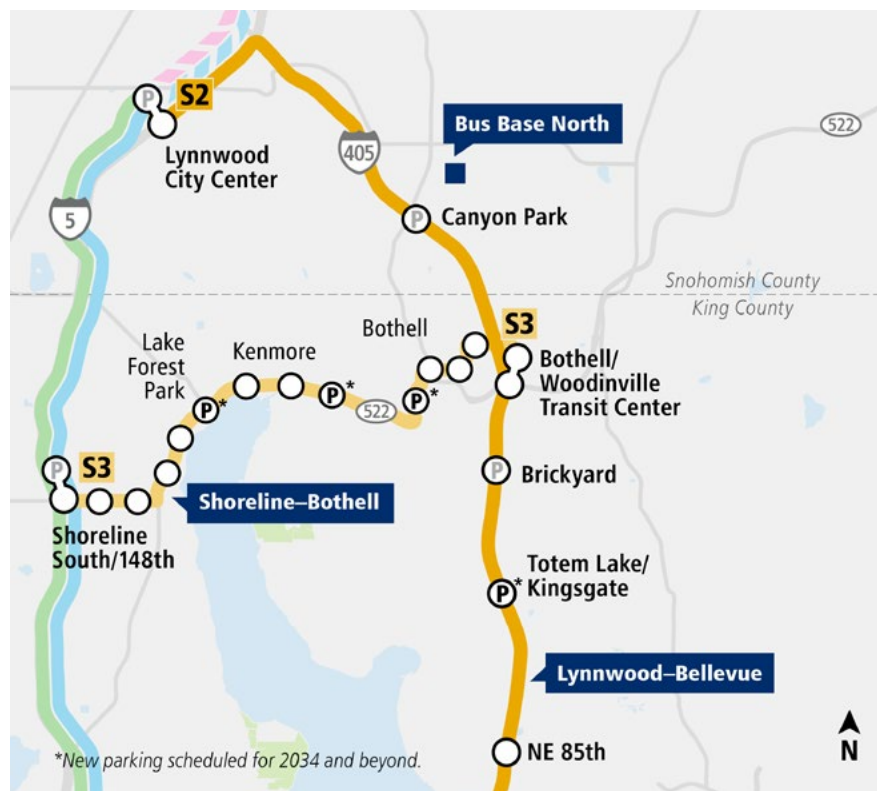 P
S2
Lynnwood
City Center
405
Bus Base North
522
5
P
Canyon Park
Snohomish County
King County
Lake
Forest
Park
Kenmore
Bothell
S3
Bothell/
Woodinville
Transit Center
P*
P*
P*
522
P
S3
P
Brickyard
Shoreline–Bothell
Shoreline
South/148th
Totem Lake/
Kingsgate
P*
Lynnwood–Bellevue
NE 85th
N
*New parking scheduled for 2034 and beyond.